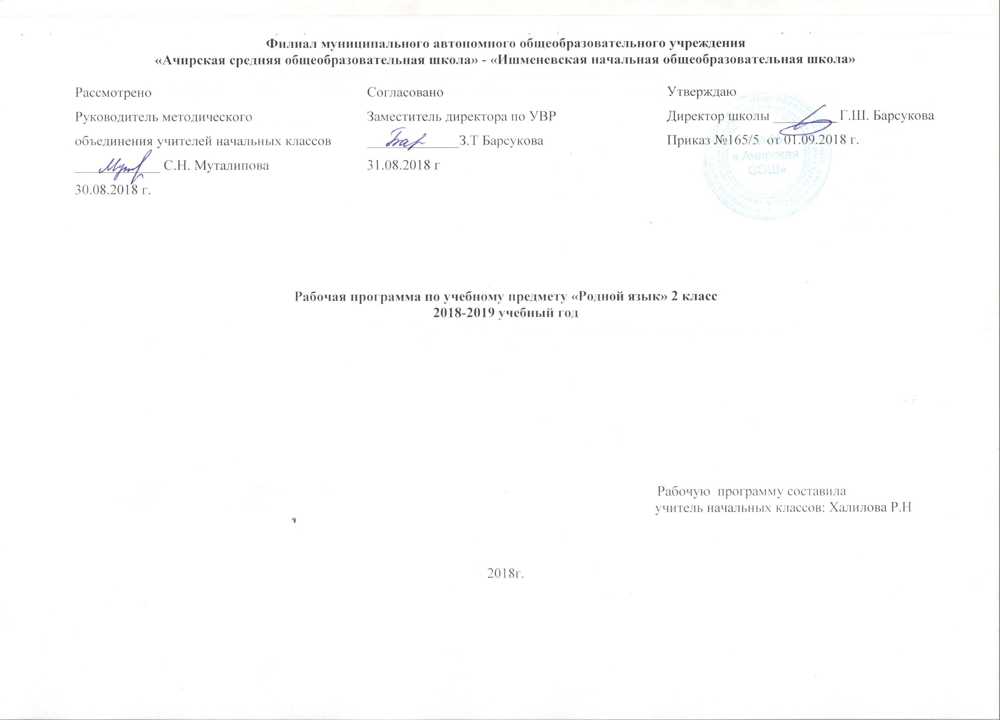 Филиал муниципального автономного общеобразовательного учреждения
«Ачирская средняя общеобразовательная школа» - «Ишменевская начальная общеобразовательная школа»
Рассмотрено
Руководитель методического
объединения учителей начальных классов
____________ С.Н. Муталипова
30.08.2018 г.
Согласовано
Заместитель директора по УВР
_____________З.Т Барсукова
31.08.2018 г
Утверждаю
Директор школы _________ Г.Ш. Барсукова
Приказ №165/5 от 01.09.2018 г.
« Ачирская
СОШ»
Рабочая программа по учебному предмету «Родной язык» 2 класс
2018-2019 учебный год
Рабочую программу составила
учитель начальных классов: Халилова Р.Н
2018г.